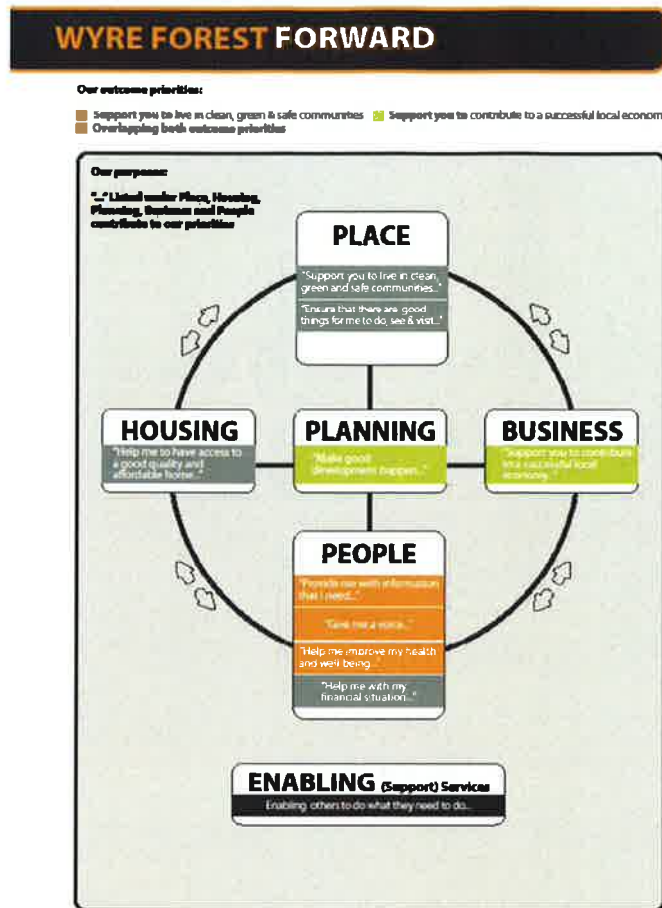 WYRE FOREST FORWARD
Our outcome priorities:
Support you to live in clean, green & safe communities Support you to contribute to a successful local econom
Overlapping both outcome priorities
Our purposes:
"..." Listed under Place, Housing,
Planning, Business and People
contribute to our priorities
PLACE
"Support you to live in clean,
green and safe communities..."
"Ensure that there are good
things for me to do, see & visit..."
HOUSING
"Help me to have access to
a good quality and
affordable home..."
PLANNING
"Make good
development happen..."
BUSINESS
"Support you to contribute
to a successful local
economy..."
PEOPLE
"Provide me with information
that I need..."
"Give me a voice..."
"Help me improve my health
and well being..."
"Help me with my
financial situation..."
ENABLING (Support) Services
Enabling others to do what they need to do...